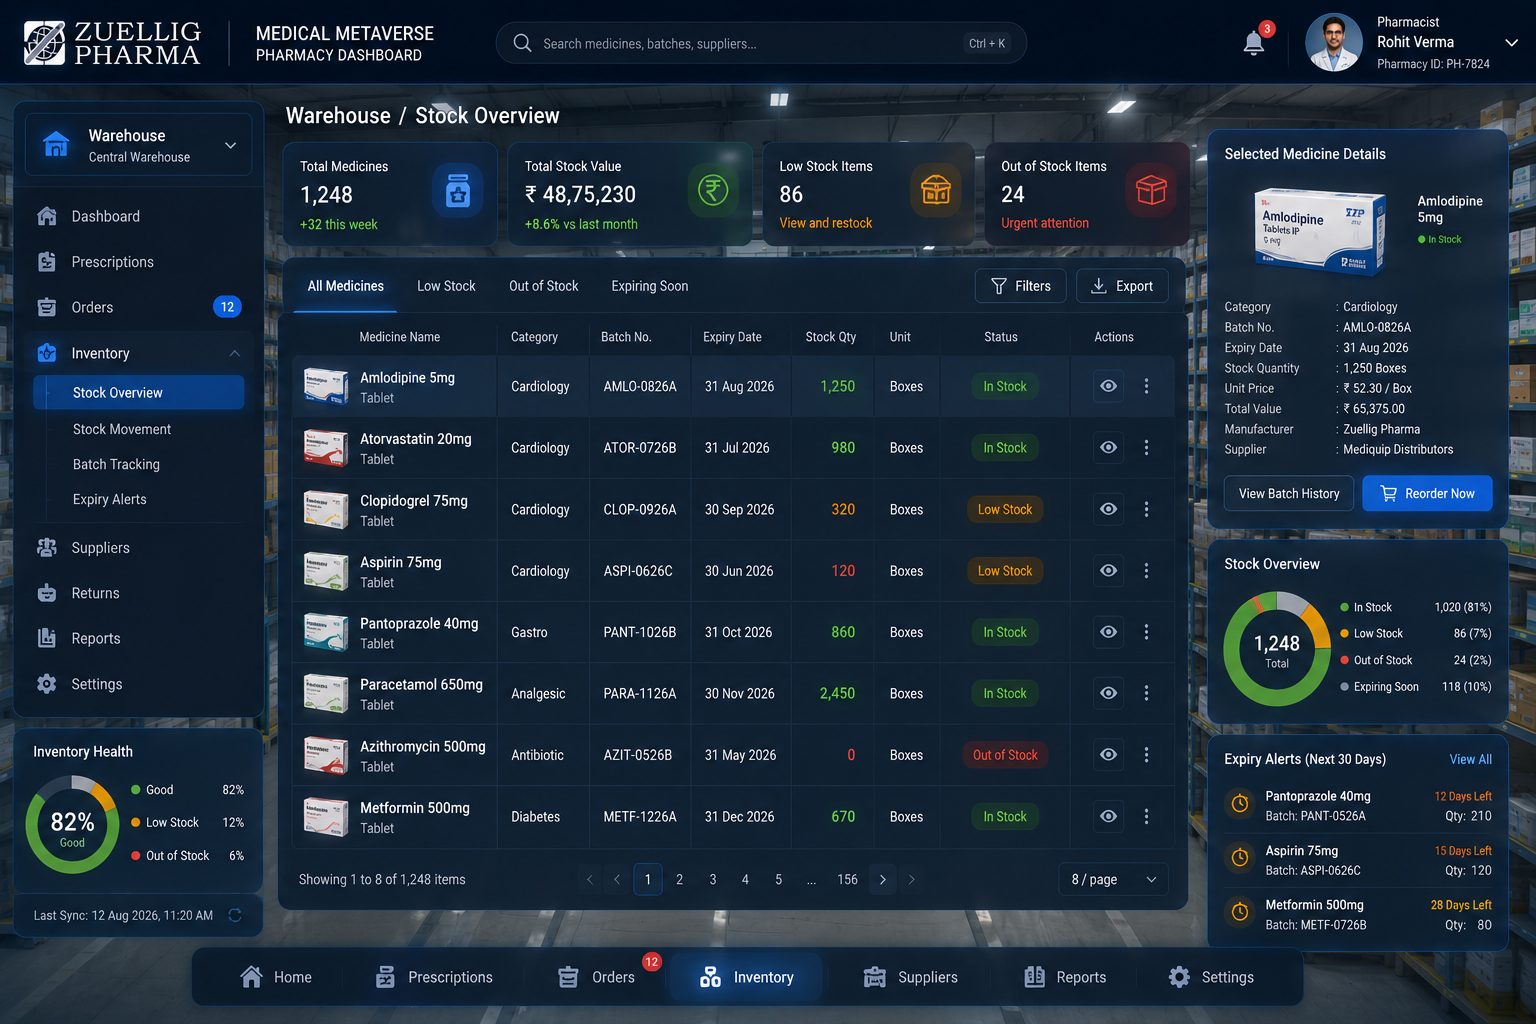 ZUELLIG
PHARMA
MEDICAL METAVERSE
PHARMACY DASHBOARD
Search medicines, batches, suppliers...
Ctrl + K
3
Pharmacist
Rohit Verma
Pharmacy ID: PH-7824
Warehouse
Central Warehouse
Dashboard
Prescriptions
Orders
12
Inventory
Stock Overview
Stock Movement
Batch Tracking
Expiry Alerts
Suppliers
Returns
Reports
Settings
Inventory Health
82%
Good
Good 82%
Low Stock 12%
Out of Stock 6%
Last Sync: 12 Aug 2026, 11:20 AM
Warehouse / Stock Overview
Total Medicines
1,248
+32 this week
Total Stock Value
₹ 48,75,230
+8.6% vs last month
Low Stock Items
86
View and restock
Out of Stock Items
24
Urgent attention
All Medicines Low Stock Out of Stock Expiring Soon
Filters
Export
Medicine Name Category Batch No. Expiry Date Stock Qty Unit Status Actions
Amlodipine 5mg
Tablet
Cardiology AMLO-0826A 31 Aug 2026 1,250 Boxes In Stock
Atorvastatin 20mg
Tablet
Cardiology ATOR-0726B 31 Jul 2026 980 Boxes In Stock
Clopidogrel 75mg
Tablet
Cardiology CLOP-0926A 30 Sep 2026 320 Boxes Low Stock
Aspirin 75mg
Tablet
Cardiology ASPI-0626C 30 Jun 2026 120 Boxes Low Stock
Pantoprazole 40mg
Tablet
Gastro PANT-1026B 31 Oct 2026 860 Boxes In Stock
Paracetamol 650mg
Tablet
Analgesic PARA-1126A 30 Nov 2026 2,450 Boxes In Stock
Azithromycin 500mg
Tablet
Antibiotic AZIT-0526B 31 May 2026 0 Boxes Out of Stock
Metformin 500mg
Tablet
Diabetes METF-1226A 31 Dec 2026 670 Boxes In Stock
Showing 1 to 8 of 1,248 items
< < 1 2 3 4 5 ... 156 > >
8 / page
Selected Medicine Details
Amlodipine
Tablets IP
Amlodipine
5mg
In Stock
Category : Cardiology
Batch No. : AMLO-0826A
Expiry Date : 31 Aug 2026
Stock Quantity : 1,250 Boxes
Unit Price : ₹ 52.30 / Box
Total Value : ₹ 65,375.00
Manufacturer : Zuellig Pharma
Supplier : Mediquip Distributors
View Batch History
Reorder Now
Stock Overview
1,248
Total
In Stock 1,020 (81%)
Low Stock 86 (7%)
Out of Stock 24 (2%)
Expiring Soon 118 (10%)
Expiry Alerts (Next 30 Days) View All
Pantoprazole 40mg 12 Days Left
Batch: PANT-0526A Qty: 210
Aspirin 75mg 15 Days Left
Batch: ASPI-0626C Qty: 120
Metformin 500mg 28 Days Left
Batch: METF-0726B Qty: 80
Home
Prescriptions
Orders
12
Inventory
Suppliers
Reports
Settings